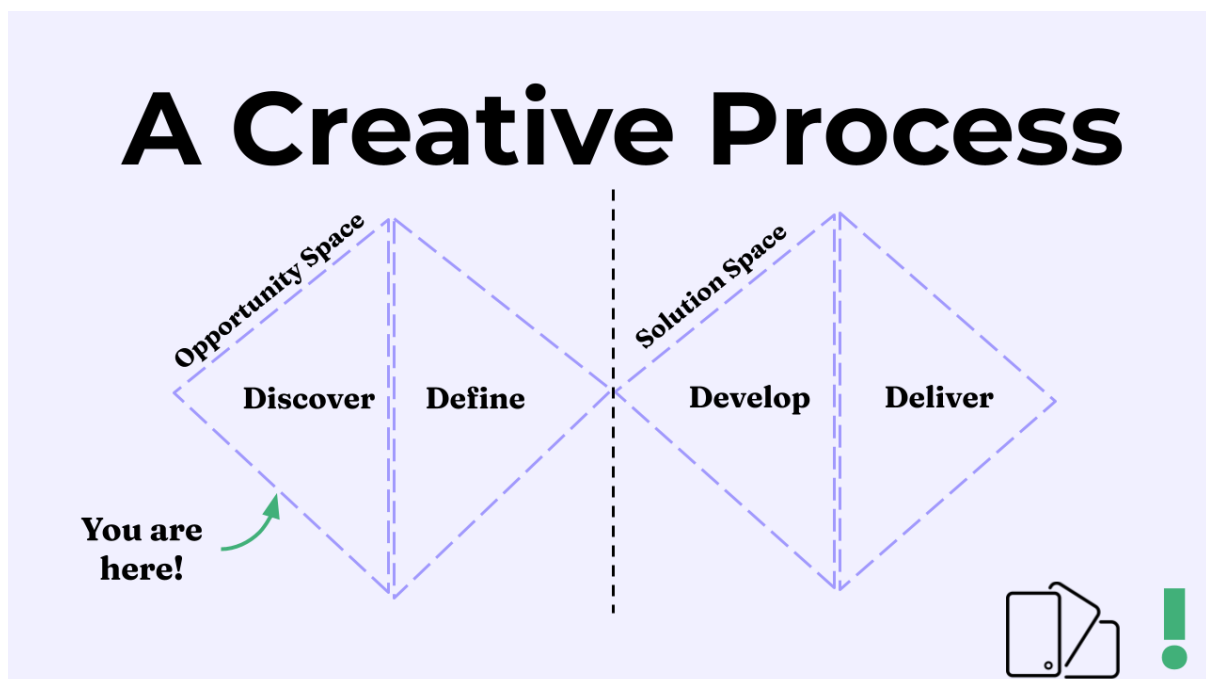 A Creative Process
Opportunity Space
Solution Space
Discover
Define
Develop
Deliver
You are
here!
!